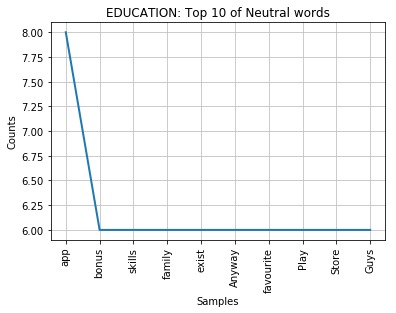 EDUCATION: Top 10 of Neutral words
8.00
7.75
7.50
7.25
7.00
6.75
6.50
6.25
6.00
Counts
app
bonus
skills
family
exist
Anyway
favourite
Play
Store
Guys
Samples